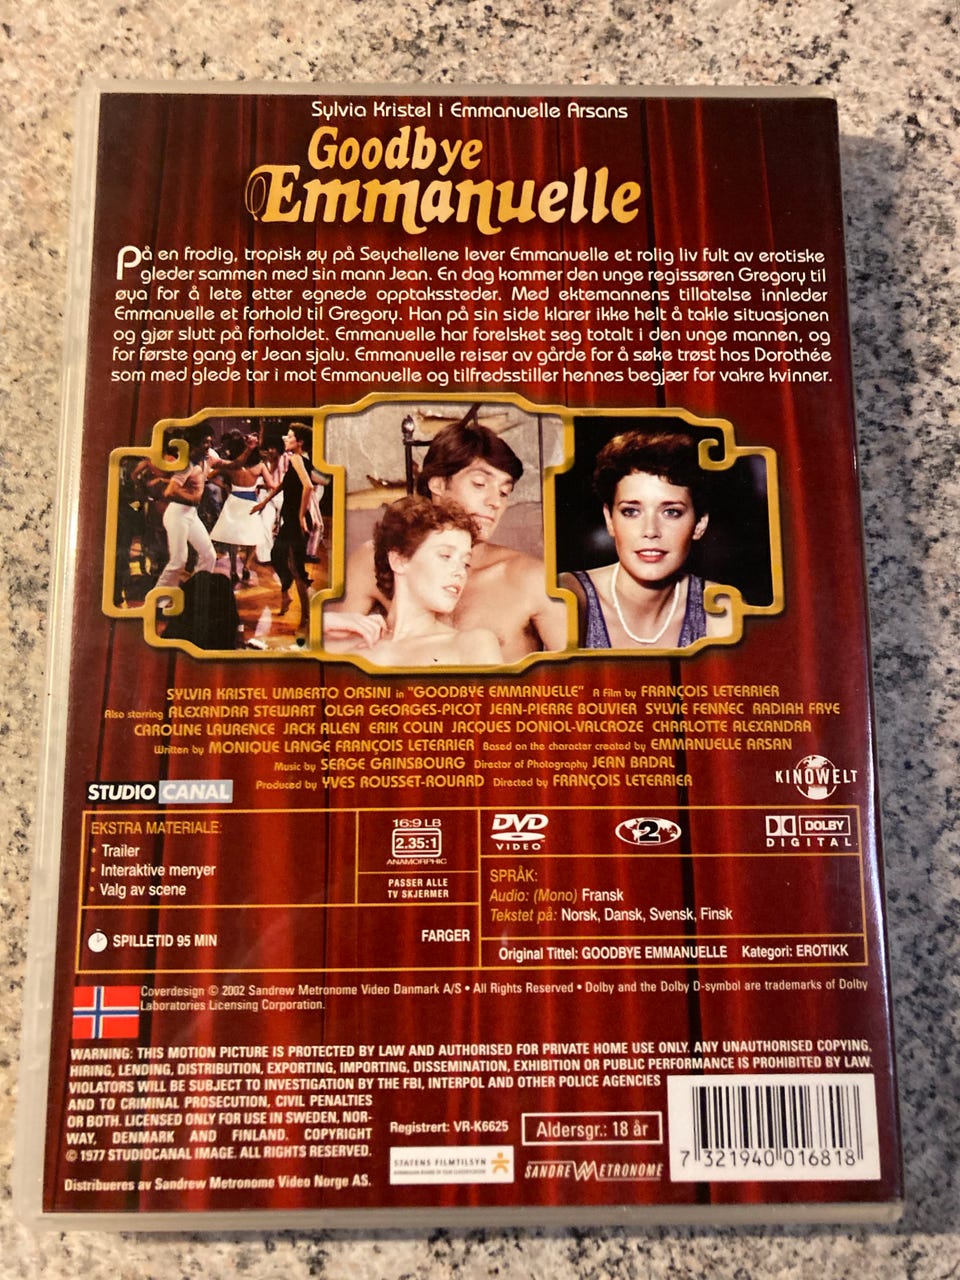 Sylvia Kristel i Emmanuelle Arsans
Goodbye
Emmanuelle
På en frodig, tropisk øy på Seychellene lever Emmanuelle et rolig liv fult av erotiske
gleder sammen med sin mann Jean. En dag kommer den unge regissøren Gregory til
øya for å lete etter egnede opptakssteder. Med ektemannens tillatelse innleder
Emmanuelle et forhold til Gregory. Han på sin side klarer ikke helt å takle situasjonen
og gjør slutt på forholdet. Emmanuelle har forelsket seg totalt i den unge mannen, og
for første gang er Jean sjalu. Emmanuelle reiser av gårde for å søke trøst hos Dorothée
som med glede tar i mot Emmanuelle og tilfredsstiller hennes begjær for vakre kvinner.
SYLVIA KRISTEL UMBERTO ORSINI in "GOODBYE EMMANUELLE" A film by FRANÇOIS LETERRIER
Also starring ALEXANDRA STEWART OLGA GEORGES-PICOT JEAN-PIERRE BOUVIER SYLVIE FENNEC RADIAH FRYE
CAROLINE LAURENCE JACK ALLEN ERIK COLIN JACQUES DONIOL-VALCROZE CHARLOTTE ALEXANDRA
Written by MONIQUE LANGE FRANÇOIS LETERRIER Based on the character created by EMMANUELLE ARSAN
Music by SERGE GAINSBOURG Director of Photography JEAN BADAL
Produced by YVES ROUSSET-ROUARD Directed by FRANÇOIS LETERRIER
STUDIO CANAL
KINOWELT
EKSTRA MATERIALE:
• Trailer
• Interaktive menyer
• Valg av scene
16:9 LB
2.35:1
ANAMORPHIC
PASSER ALLE
TV SKJERMER
SPILLETID 95 MIN
FARGER
DVD
VIDEO
2
DOLBY
DIGITAL
SPRÅK:
Audio: (Mono) Fransk
Tekstet på: Norsk, Dansk, Svensk, Finsk
Original Tittel: GOODBYE EMMANUELLE Kategori: EROTIKK
Coverdesign © 2002 Sandrew Metronome Video Danmark A/S • All Rights Reserved • Dolby and the Dolby D-symbol are trademarks of Dolby
Laboratories Licensing Corporation.
WARNING: THIS MOTION PICTURE IS PROTECTED BY LAW AND AUTHORISED FOR PRIVATE HOME USE ONLY. ANY UNAUTHORISED COPYING,
HIRING, LENDING, DISTRIBUTION, EXPORTING, IMPORTING, DISSEMINATION, EXHIBITION OR PUBLIC PERFORMANCE IS PROHIBITED BY LAW.
VIOLATORS WILL BE SUBJECT TO INVESTIGATION BY THE FBI, INTERPOL AND OTHER POLICE AGENCIES
AND TO CRIMINAL PROSECUTION, CIVIL PENALTIES
OR BOTH. LICENSED ONLY FOR USE IN SWEDEN, NOR-
WAY, DENMARK AND FINLAND. COPYRIGHT
© 1977 STUDIOCANAL IMAGE. ALL RIGHTS RESERVED.
Distribueres av Sandrew Metronome Video Norge AS.
Registrert: VR-K6625
STATENS FILMTILSYN
NORWEGIAN BOARD OF FILM CLASSIFICATION
Aldersgr.: 18 år
SANDREW METRONOME
7 321940 016818